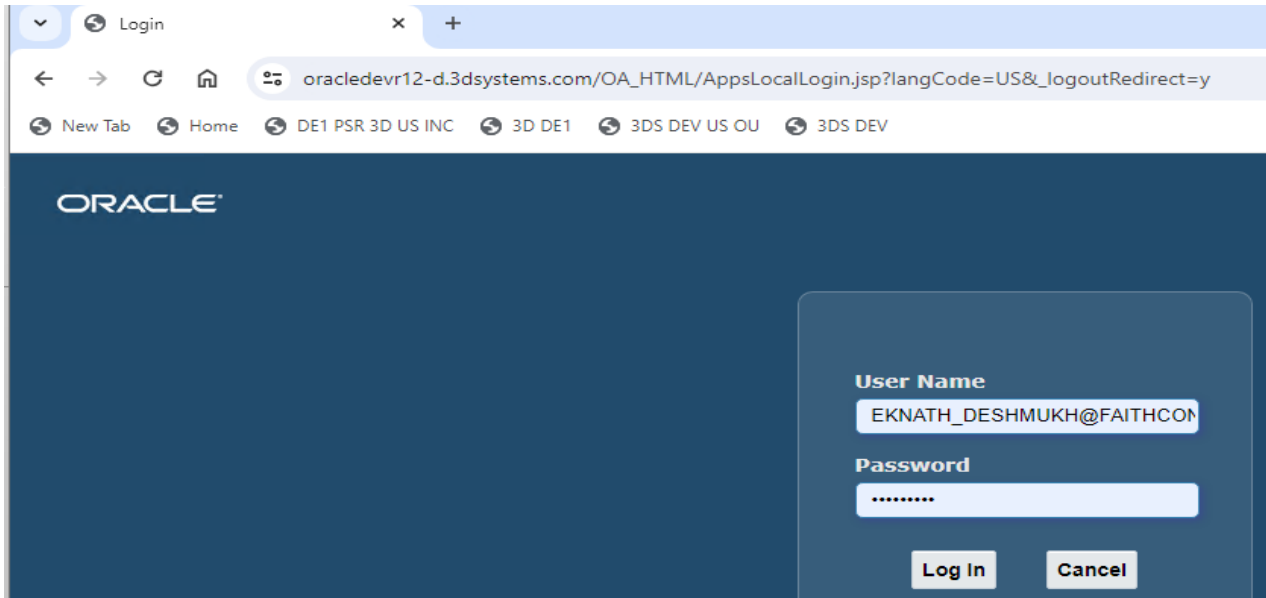 Login
oracledevr12-d.3dsystems.com/OA_HTML/AppsLocalLogin.jsp?langCode=US&_logoutRedirect=y
New Tab Home DE1 PSR 3D US INC 3D DE1 3DS DEV US OU 3DS DEV
ORACLE
User Name
EKNATH_DESHMUKH@FAITHCON
Password
•••••••••
Log In Cancel